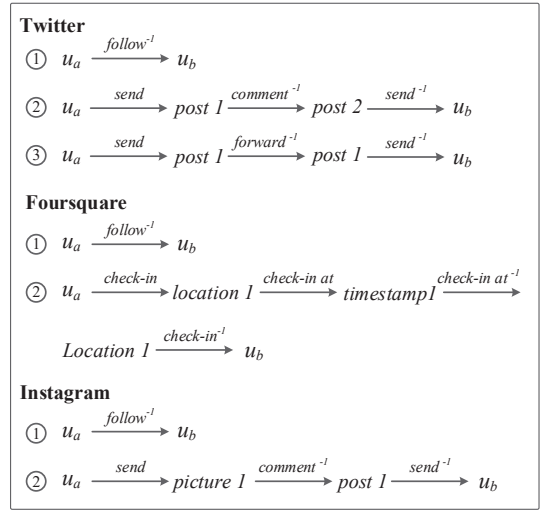 Twitter
① u_a follow⁻¹ u_b
② u_a send post 1 comment⁻¹ post 2 send⁻¹ u_b
③ u_a send post 1 forward⁻¹ post 1 send⁻¹ u_b
Foursquare
① u_a follow⁻¹ u_b
② u_a check-in location 1 check-in at timestamp1 check-in at⁻¹
Location 1 check-in⁻¹ u_b
Instagram
① u_a follow⁻¹ u_b
② u_a send picture 1 comment⁻¹ post 1 send⁻¹ u_b